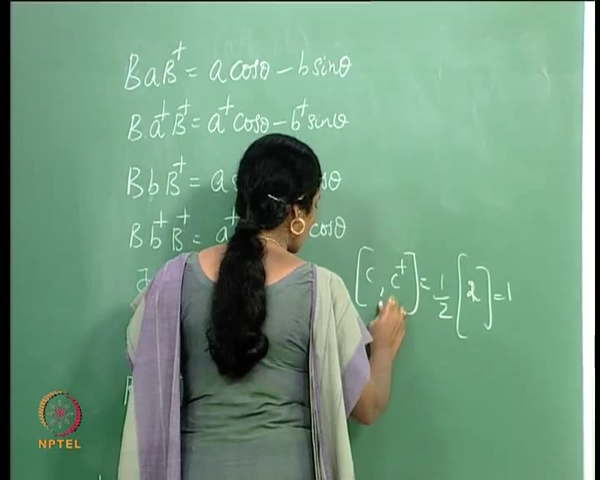 BaB⁺ = a cosθ - b sinθ
Ba⁺B⁺ = a⁺cosθ - b⁺sinθ
BbB⁺ = a s θ
Bb⁺B⁺ = a⁺ cosθ
[c, c⁺] = 1/2 [2] = 1
NPTEL